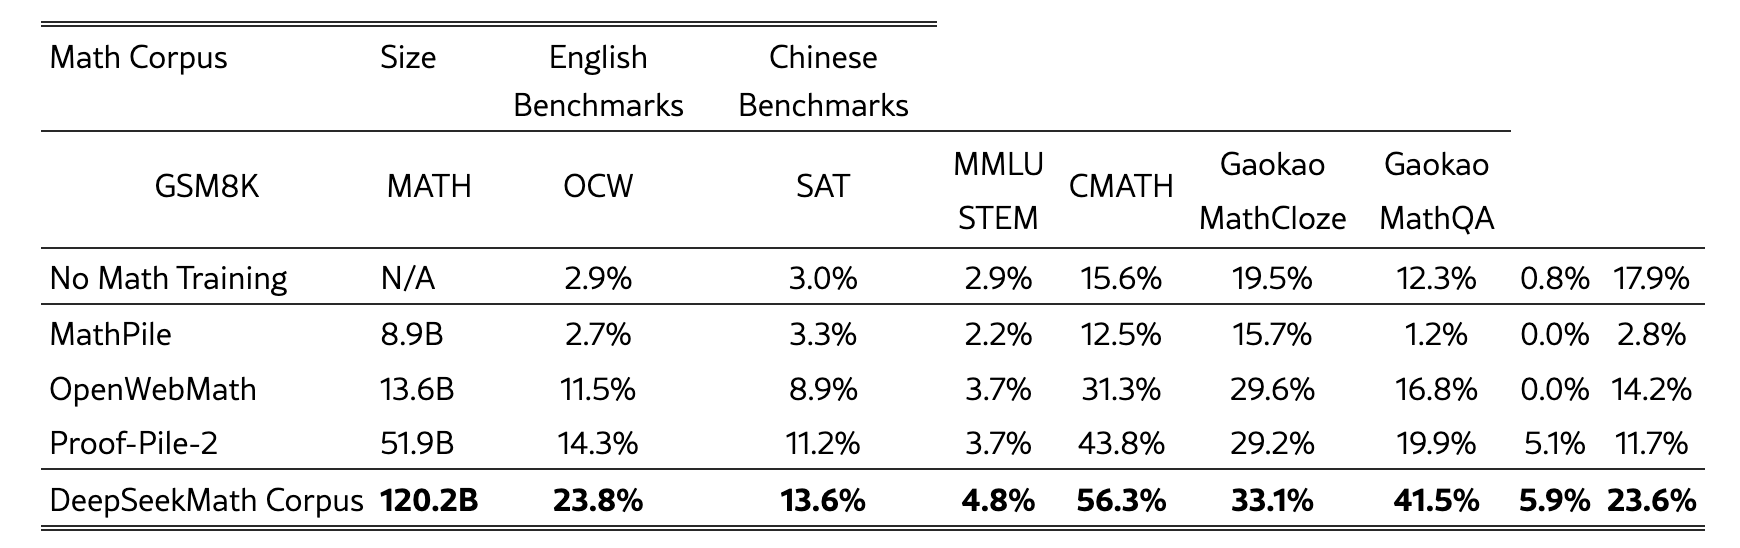 Math Corpus Size English Benchmarks Chinese Benchmarks
GSM8K MATH OCW SAT MMLU STEM CMATH Gaokao MathCloze Gaokao MathQA
No Math Training N/A 2.9% 3.0% 2.9% 15.6% 19.5% 12.3% 0.8% 17.9%
MathPile 8.9B 2.7% 3.3% 2.2% 12.5% 15.7% 1.2% 0.0% 2.8%
OpenWebMath 13.6B 11.5% 8.9% 3.7% 31.3% 29.6% 16.8% 0.0% 14.2%
Proof-Pile-2 51.9B 14.3% 11.2% 3.7% 43.8% 29.2% 19.9% 5.1% 11.7%
DeepSeekMath Corpus 120.2B 23.8% 13.6% 4.8% 56.3% 33.1% 41.5% 5.9% 23.6%